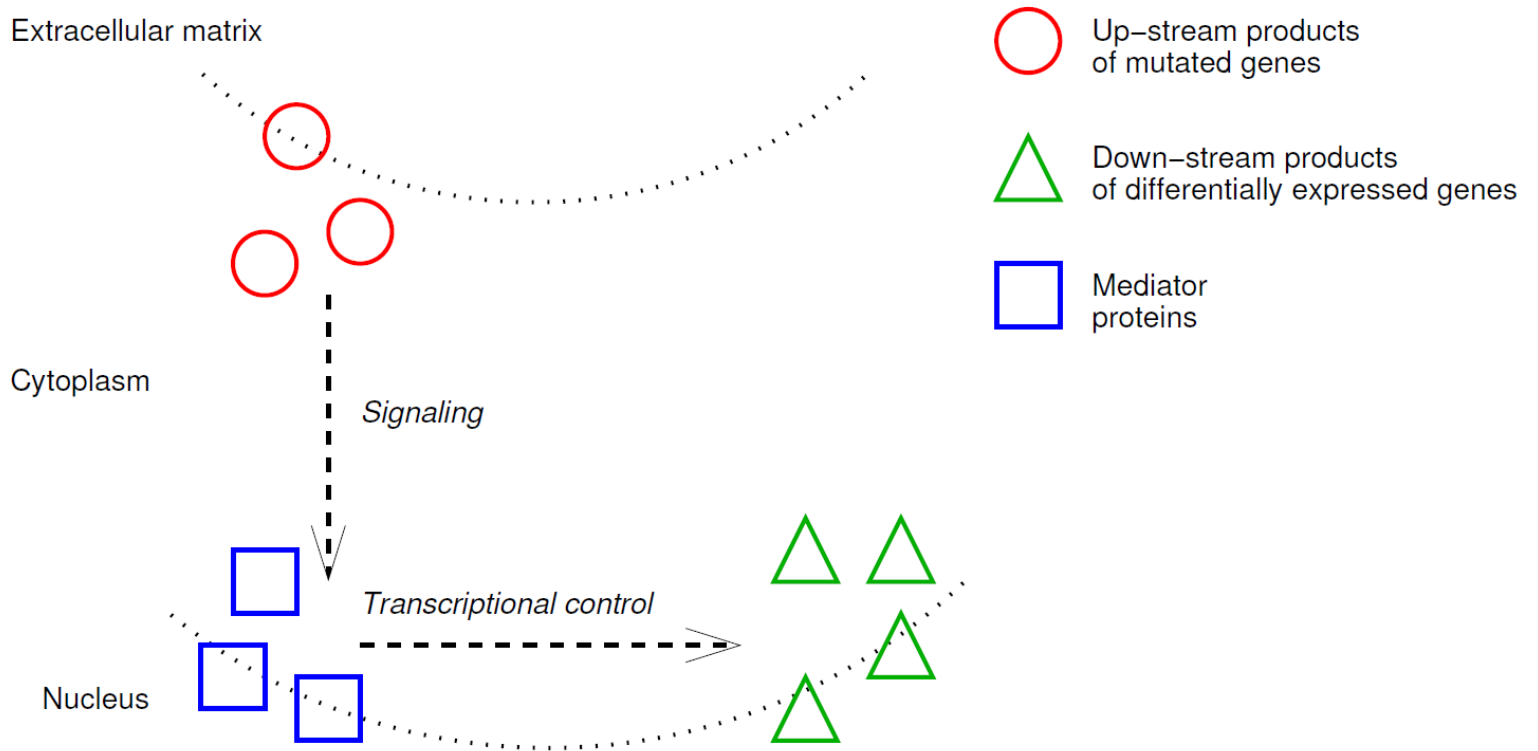 Extracellular matrix
Up−stream products
of mutated genes
Down−stream products
of differentially expressed genes
Mediator
proteins
Cytoplasm
Signaling
Transcriptional control
Nucleus